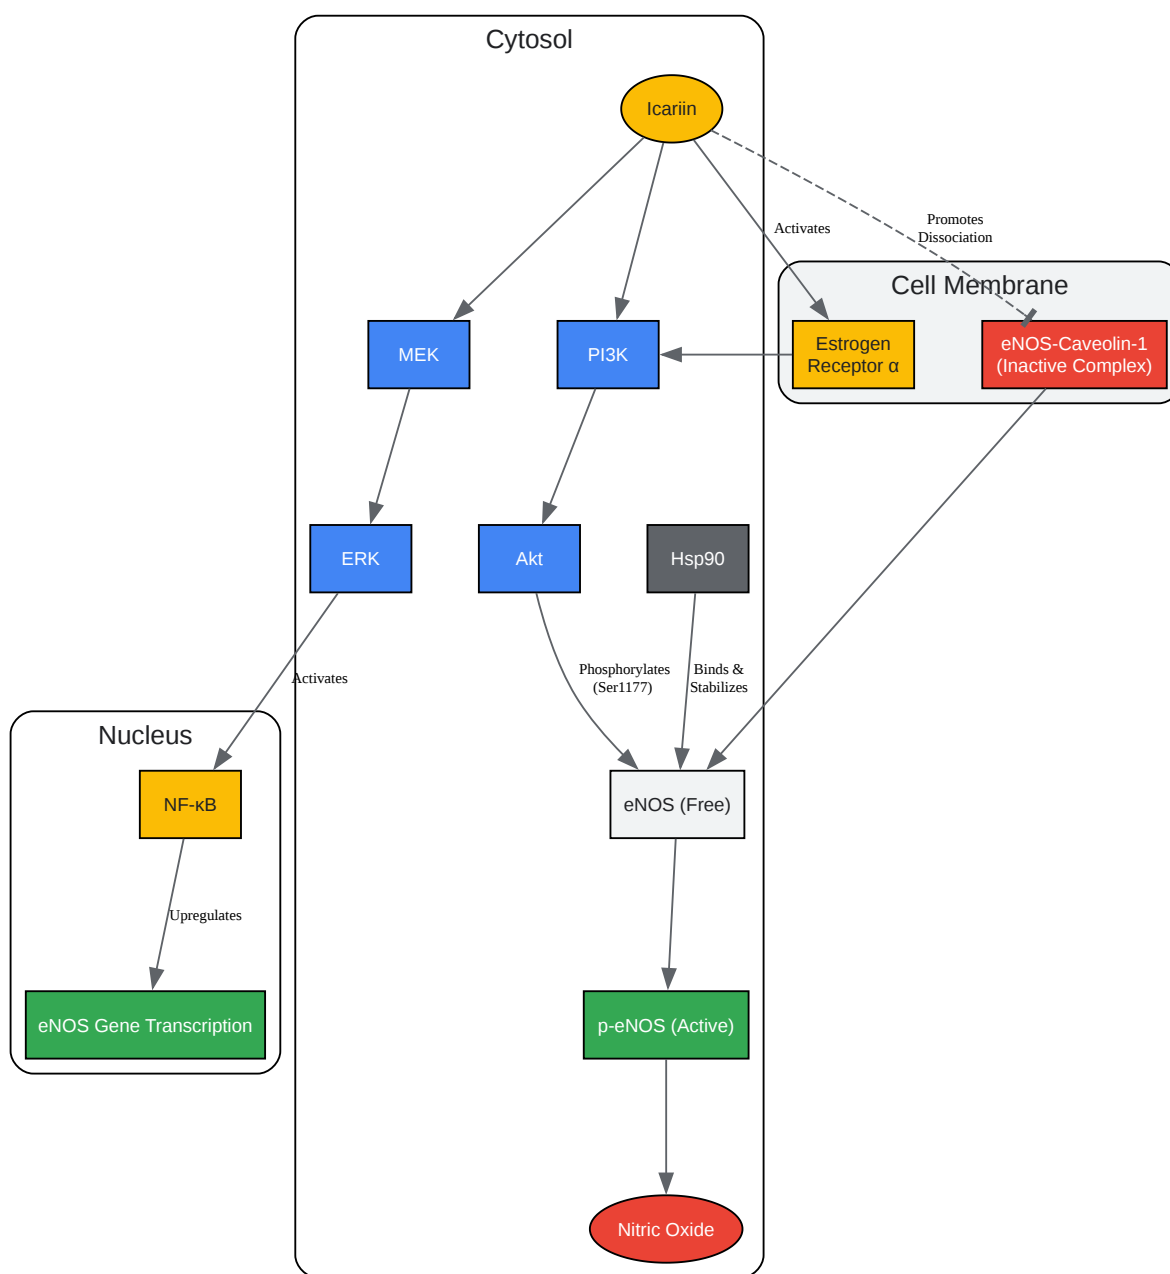 Cytosol
Icariin
Promotes
Dissociation
Activates
Cell Membrane
MEK
PI3K
Estrogen
Receptor α
eNOS-Caveolin-1
(Inactive Complex)
ERK
Akt
Hsp90
Phosphorylates
(Ser1177)
Binds &
Stabilizes
Activates
Nucleus
NF-κB
eNOS (Free)
Upregulates
eNOS Gene Transcription
p-eNOS (Active)
Nitric Oxide